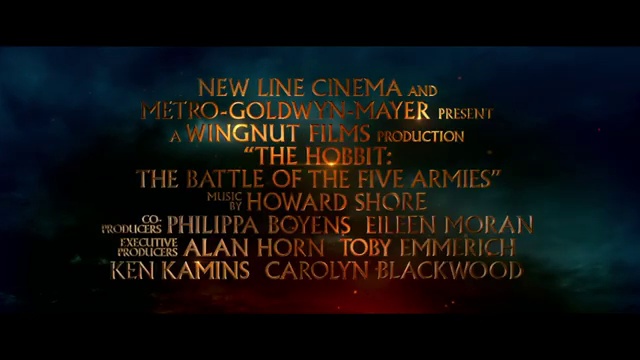 NEW LINE CINEMA AND
METRO-GOLDWYN-MAYER PRESENT
A WINGNUT FILMS PRODUCTION
"THE HOBBIT:
THE BATTLE OF THE FIVE ARMIES"
MUSIC BY HOWARD SHORE
CO-PRODUCERS PHILIPPA BOYENS EILEEN MORAN
EXECUTIVE PRODUCERS ALAN HORN TOBY EMMERICH
KEN KAMINS CAROLYN BLACKWOOD